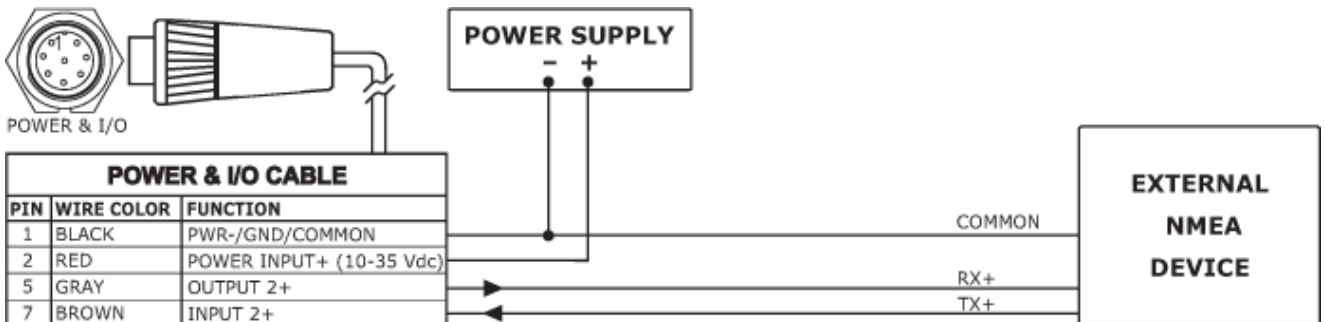 1
POWER & I/O
POWER SUPPLY
- +
POWER & I/O CABLE
PIN WIRE COLOR FUNCTION
1 BLACK PWR-/GND/COMMON
2 RED POWER INPUT+ (10-35 Vdc)
5 GRAY OUTPUT 2+
7 BROWN INPUT 2+
COMMON
RX+
TX+
EXTERNAL
NMEA
DEVICE